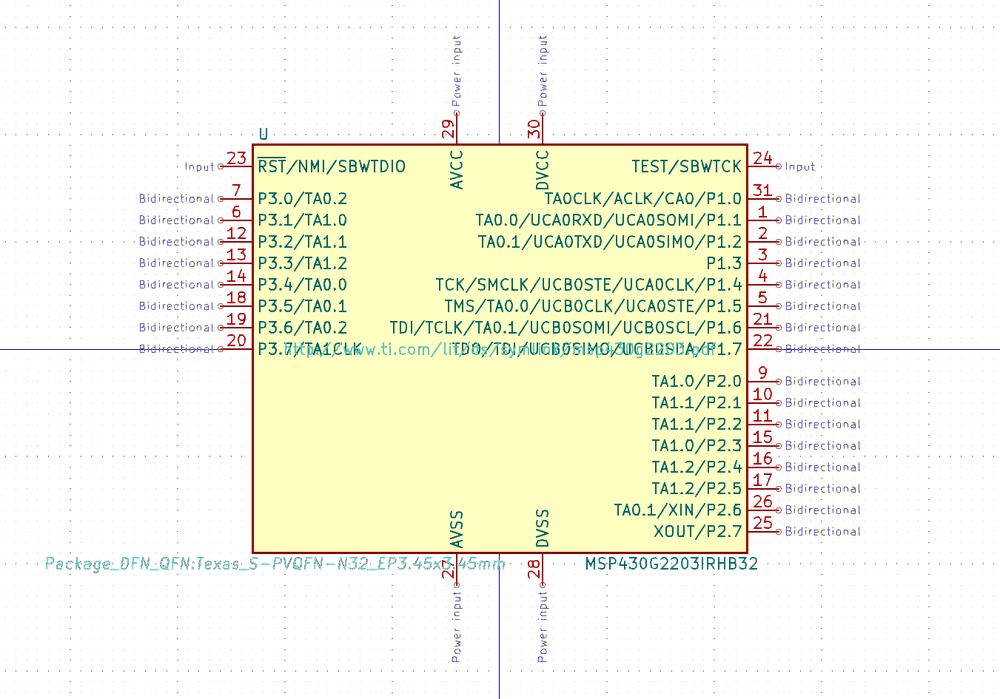 Power input
Power input
29
30
U
Input 23 RST/NMI/SBWTDIO
AVCC
DVCC
TEST/SBWTCK 24 Input
Bidirectional 7 P3.0/TA0.2
TA0CLK/ACLK/CA0/P1.0 31 Bidirectional
Bidirectional 6 P3.1/TA1.0
TA0.0/UCA0RXD/UCA0SOMI/P1.1 1 Bidirectional
Bidirectional 12 P3.2/TA1.1
TA0.1/UCA0TXD/UCA0SIMO/P1.2 2 Bidirectional
Bidirectional 13 P3.3/TA1.2
P1.3 3 Bidirectional
Bidirectional 14 P3.4/TA0.0
TCK/SMCLK/UCB0STE/UCA0CLK/P1.4 4 Bidirectional
Bidirectional 18 P3.5/TA0.1
TMS/TA0.0/UCB0CLK/UCA0STE/P1.5 5 Bidirectional
Bidirectional 19 P3.6/TA0.2
TDI/TCLK/TA0.1/UCB0SOMI/UCB0SCL/P1.6 21 Bidirectional
Bidirectional 20 P3.7/TA1CLK
http://www.ti.com/lit/ds/symlink/msp430g2203.pdf
TDO/TDI/UCB0SIMO/UCB0SDA/P1.7 22 Bidirectional
TA1.0/P2.0 9 Bidirectional
TA1.1/P2.1 10 Bidirectional
TA1.1/P2.2 11 Bidirectional
TA1.0/P2.3 15 Bidirectional
TA1.2/P2.4 16 Bidirectional
TA1.2/P2.5 17 Bidirectional
TA0.1/XIN/P2.6 26 Bidirectional
XOUT/P2.7 25 Bidirectional
AVSS
DVSS
Package_DFN_QFN:Texas_S-PVQFN-N32_EP3.45x3.45mm
MSP430G2203IRHB32
27
28
Power input
Power input